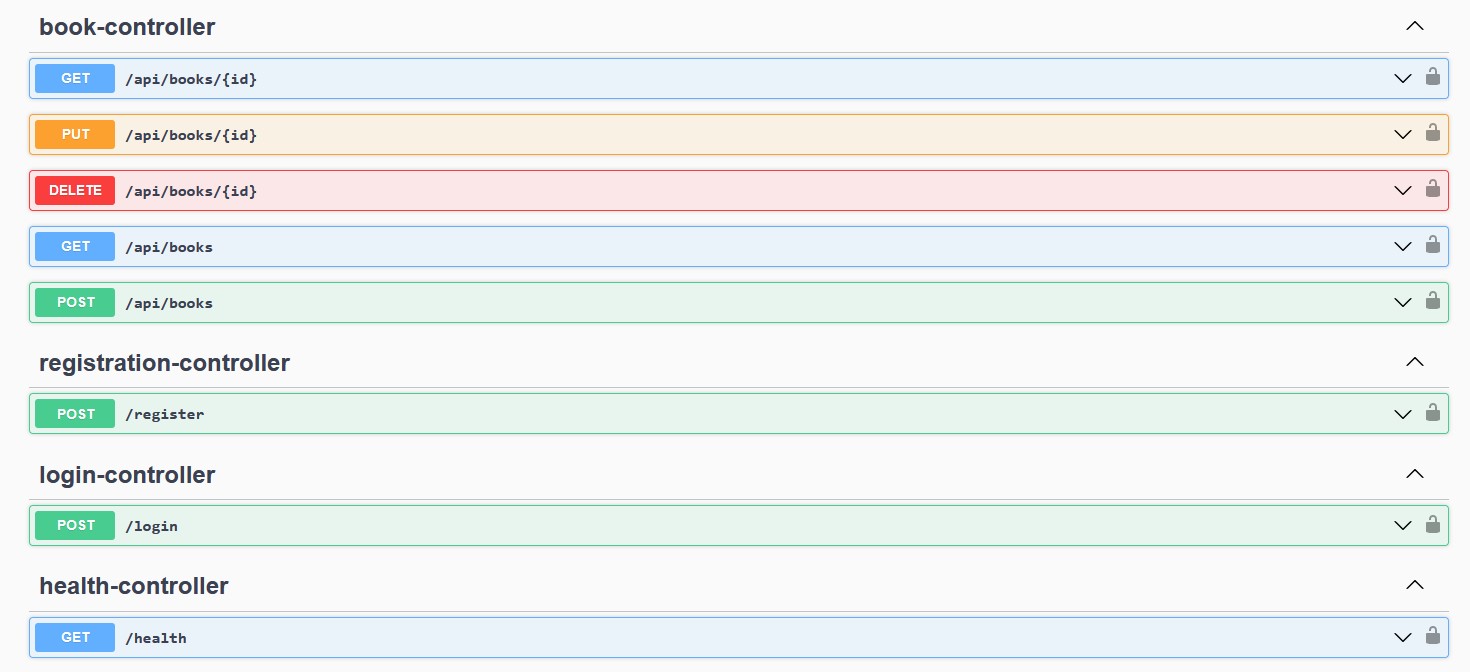 book-controller
GET /api/books/{id}
PUT /api/books/{id}
DELETE /api/books/{id}
GET /api/books
POST /api/books
registration-controller
POST /register
login-controller
POST /login
health-controller
GET /health